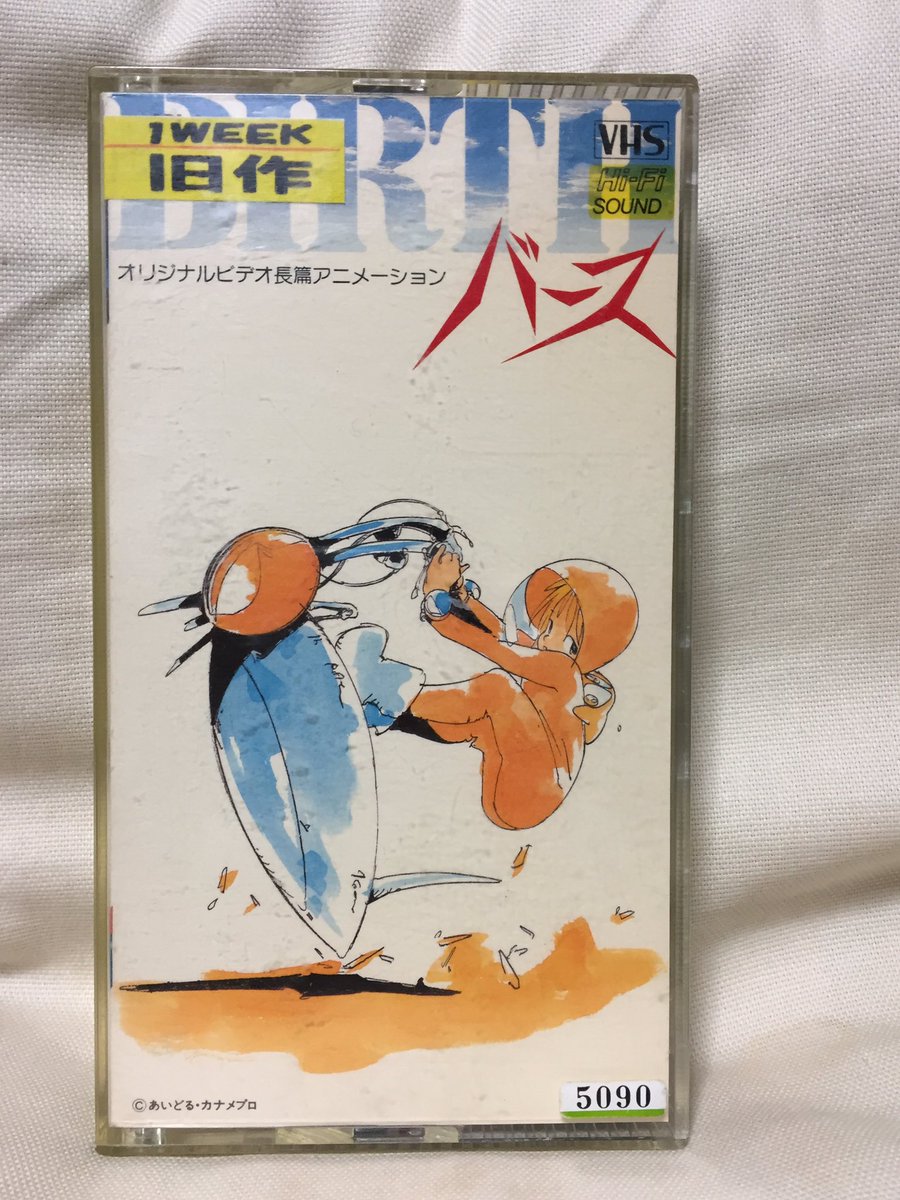 BIRTH
1WEEK
旧作
VHS
Hi-Fi
SOUND
バース
オリジナルビデオ長篇アニメーション
©あいどる・カナメプロ
5090